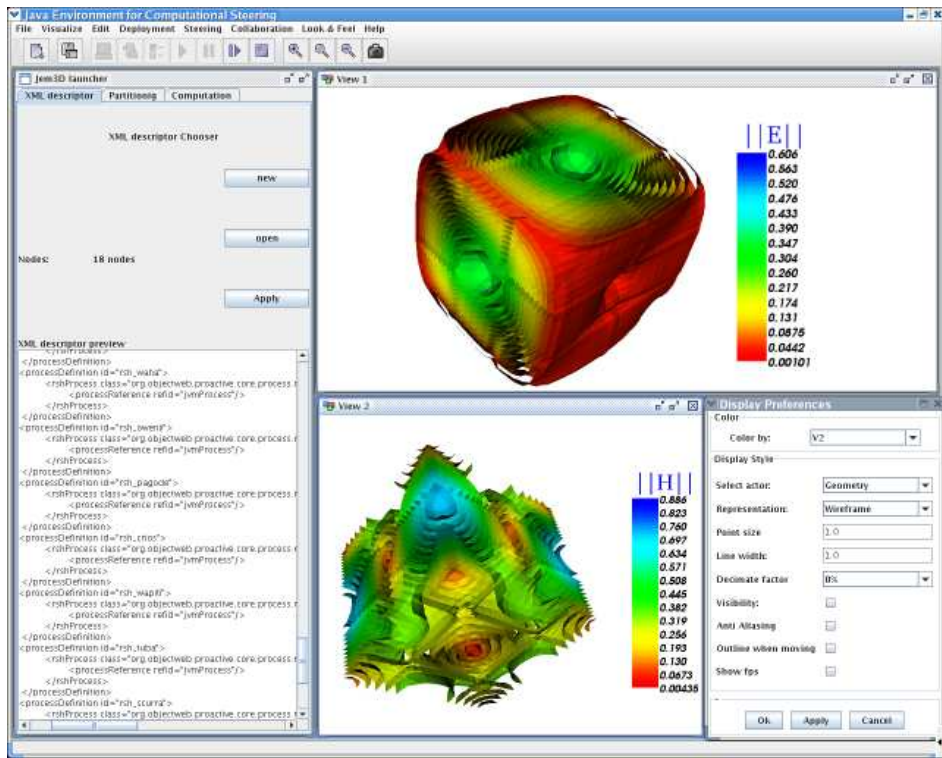 Java Environment for Computational Steering
File Visualize Edit Deployment Steering Collaboration Look & Feel Help
Jem3D launcher
XML descriptor Partitionig Computation
XML descriptor Chooser
new
open
Nodes: 18 nodes
Apply
XML descriptor preview
</rshProcess>
</processDefinition>
<processDefinition id="rsh_waha">
<rshProcess class="org.objectweb.proactive.core.process.r
<processReference refid="jvmProcess"/>
</rshProcess>
</processDefinition>
<processDefinition id="rsh_owens">
<rshProcess class="org.objectweb.proactive.core.process.r
<processReference refid="jvmProcess"/>
</rshProcess>
</processDefinition>
<processDefinition id="rsh_pagode">
<rshProcess class="org.objectweb.proactive.core.process.r
<processReference refid="jvmProcess"/>
</rshProcess>
</processDefinition>
<processDefinition id="rsh_crios">
<rshProcess class="org.objectweb.proactive.core.process.r
<processReference refid="jvmProcess"/>
</rshProcess>
</processDefinition>
<processDefinition id="rsh_wapiti">
<rshProcess class="org.objectweb.proactive.core.process.r
<processReference refid="jvmProcess"/>
</rshProcess>
</processDefinition>
<processDefinition id="rsh_tuba">
<rshProcess class="org.objectweb.proactive.core.process.r
<processReference refid="jvmProcess"/>
</rshProcess>
</processDefinition>
<processDefinition id="rsh_scurra">
<rshProcess class="org.objectweb.proactive.core.process.r
View 1
||E||
0.606
0.563
0.520
0.476
0.433
0.390
0.347
0.304
0.260
0.217
0.174
0.131
0.0875
0.0442
0.00101
View 2
||H||
0.886
0.823
0.760
0.697
0.634
0.571
0.508
0.445
0.382
0.319
0.256
0.193
0.130
0.0673
0.00435
Display Preferences
Color
Color by: V2
Display Style
Select actor: Geometry
Representation: Wireframe
Point size 1.0
Line width: 1.0
Decimate factor 0%
Visibility:
Anti Aliasing
Outline when moving
Show fps
Ok Apply Cancel